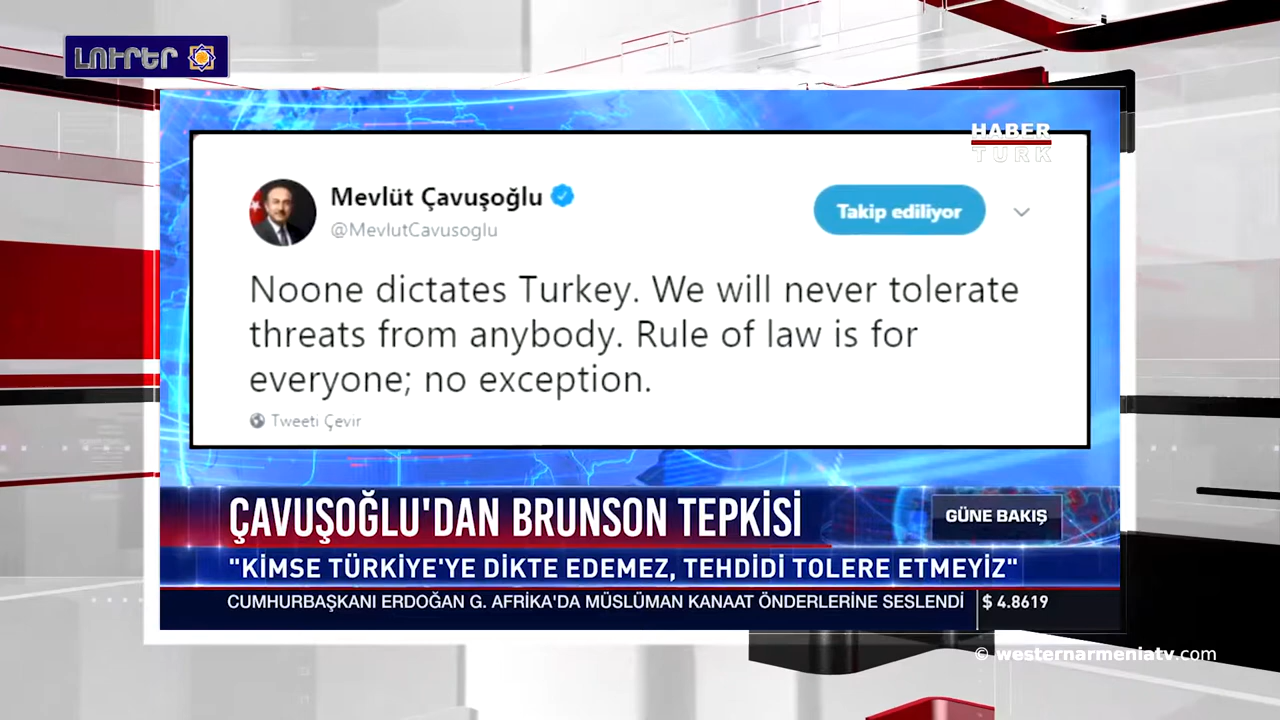 ԼՈՒՐԵՐ
HABER
TURK
Mevlüt Çavuşoğlu
@MevlutCavusoglu
Takip ediliyor
Noone dictates Turkey. We will never tolerate
threats from anybody. Rule of law is for
everyone; no exception.
Tweeti Çevir
ÇAVUŞOĞLU'DAN BRUNSON TEPKİSİ
GÜNE BAKIŞ
"KİMSE TÜRKİYE'YE DİKTE EDEMEZ, TEHDİDİ TOLERE ETMEYİZ"
CUMHURBAŞKANI ERDOĞAN G. AFRİKA'DA MÜSLÜMAN KANAAT ÖNDERLERİNE SESLENDİ $ 4.8619
© westernarmeniatv.com